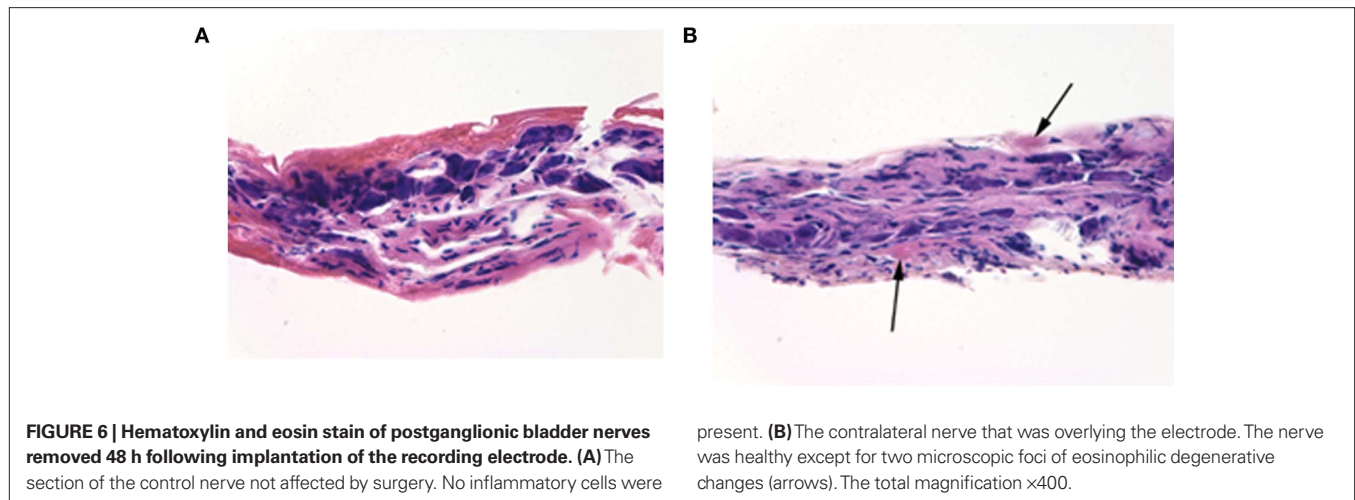 A
B
FIGURE 6 | Hematoxylin and eosin stain of postganglionic bladder nerves
removed 48 h following implantation of the recording electrode. (A) The
section of the control nerve not affected by surgery. No inflammatory cells were
present. (B) The contralateral nerve that was overlying the electrode. The nerve
was healthy except for two microscopic foci of eosinophilic degenerative
changes (arrows). The total magnification ×400.